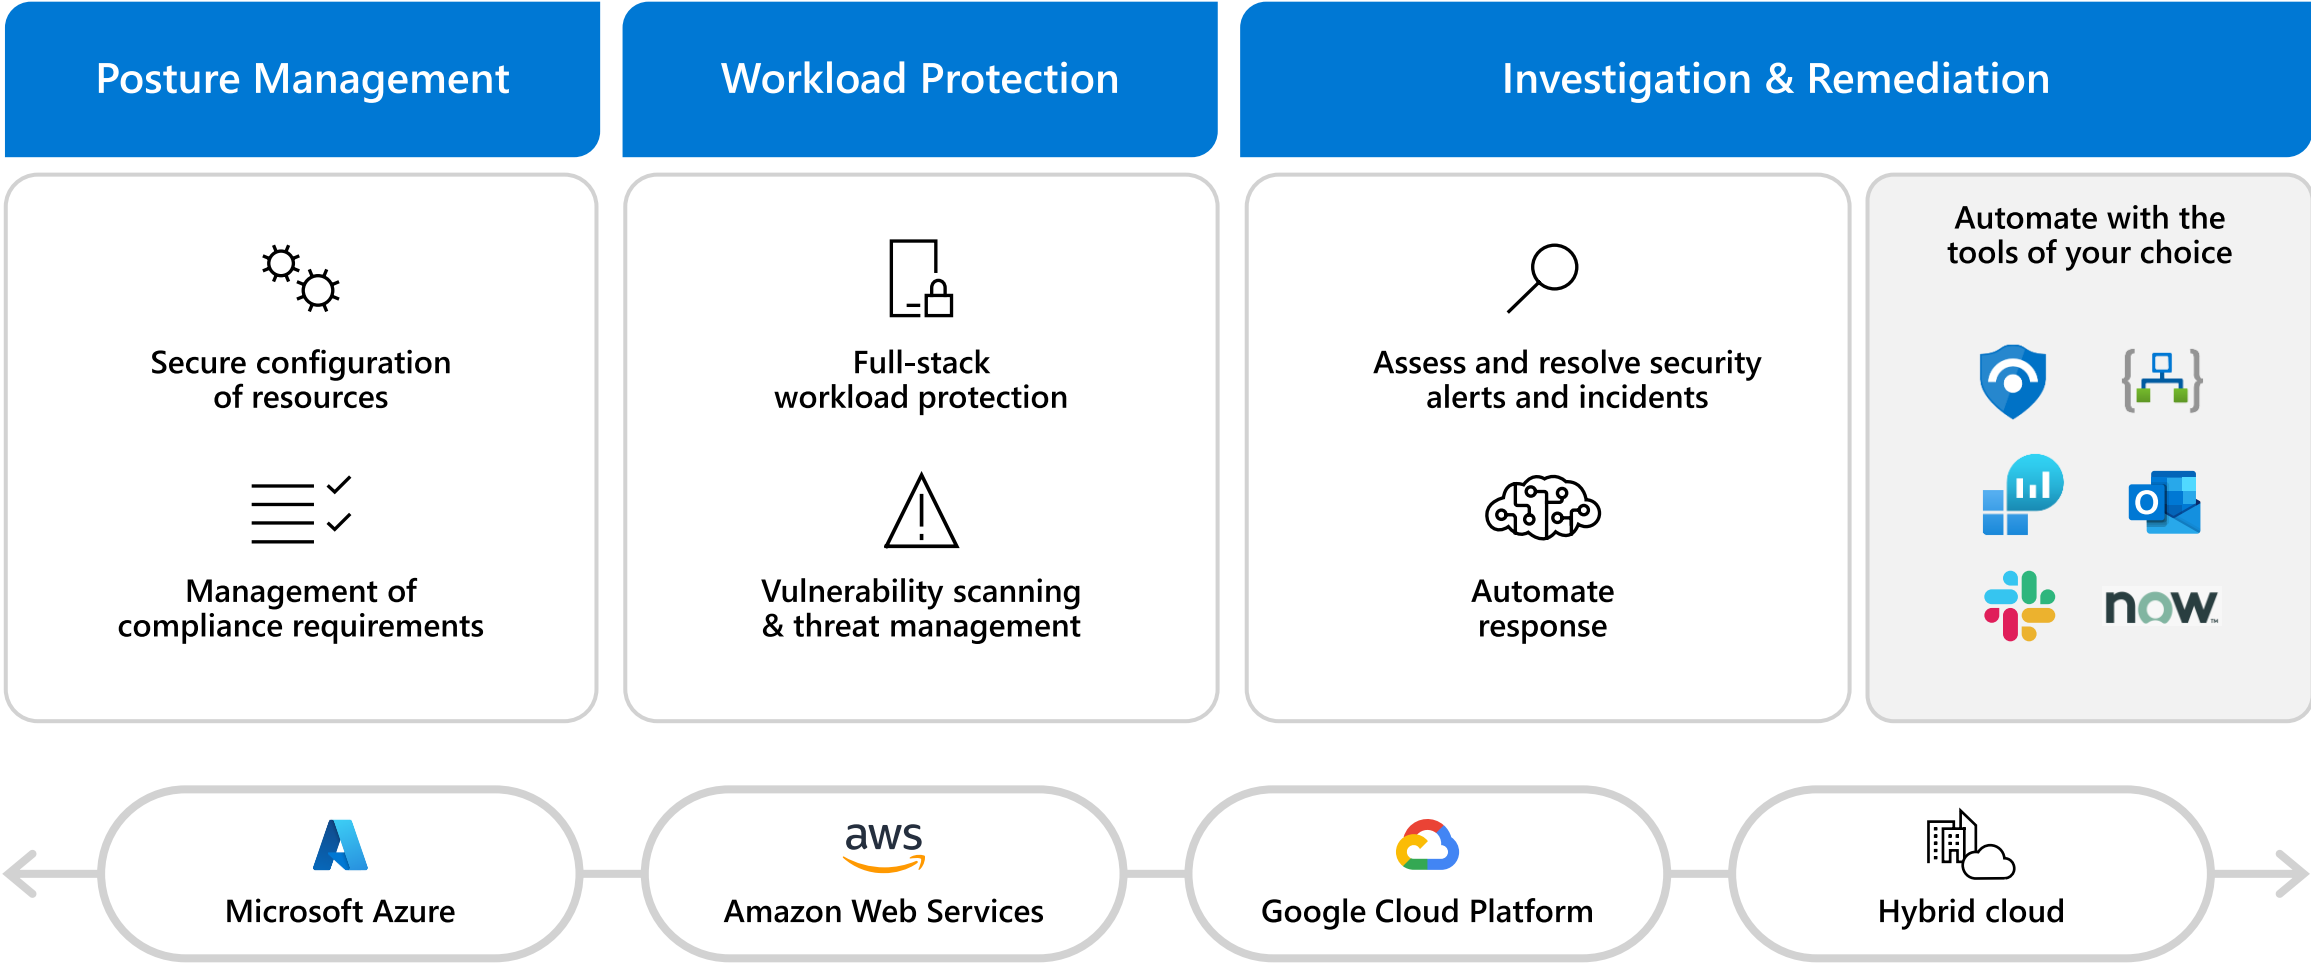 Posture Management
Workload Protection
Investigation & Remediation
Secure configuration
of resources
Management of
compliance requirements
Full-stack
workload protection
Vulnerability scanning
& threat management
Assess and resolve security
alerts and incidents
Automate
response
Automate with the
tools of your choice
O
now™
Microsoft Azure
aws
Amazon Web Services
Google Cloud Platform
Hybrid cloud